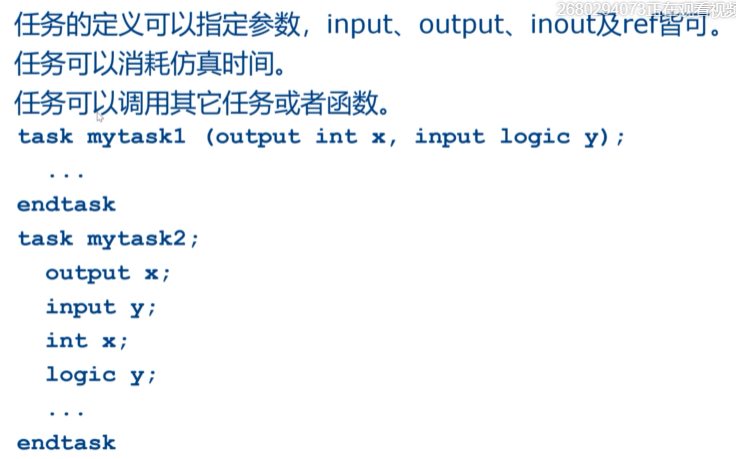 2680294073正在观看视频
任务的定义可以指定参数，input、output、inout及ref皆可。
任务可以消耗仿真时间。
任务可以调用其它任务或者函数。
task mytask1 (output int x, input logic y);
...
endtask
task mytask2;
output x;
input y;
int x;
logic y;
...
endtask